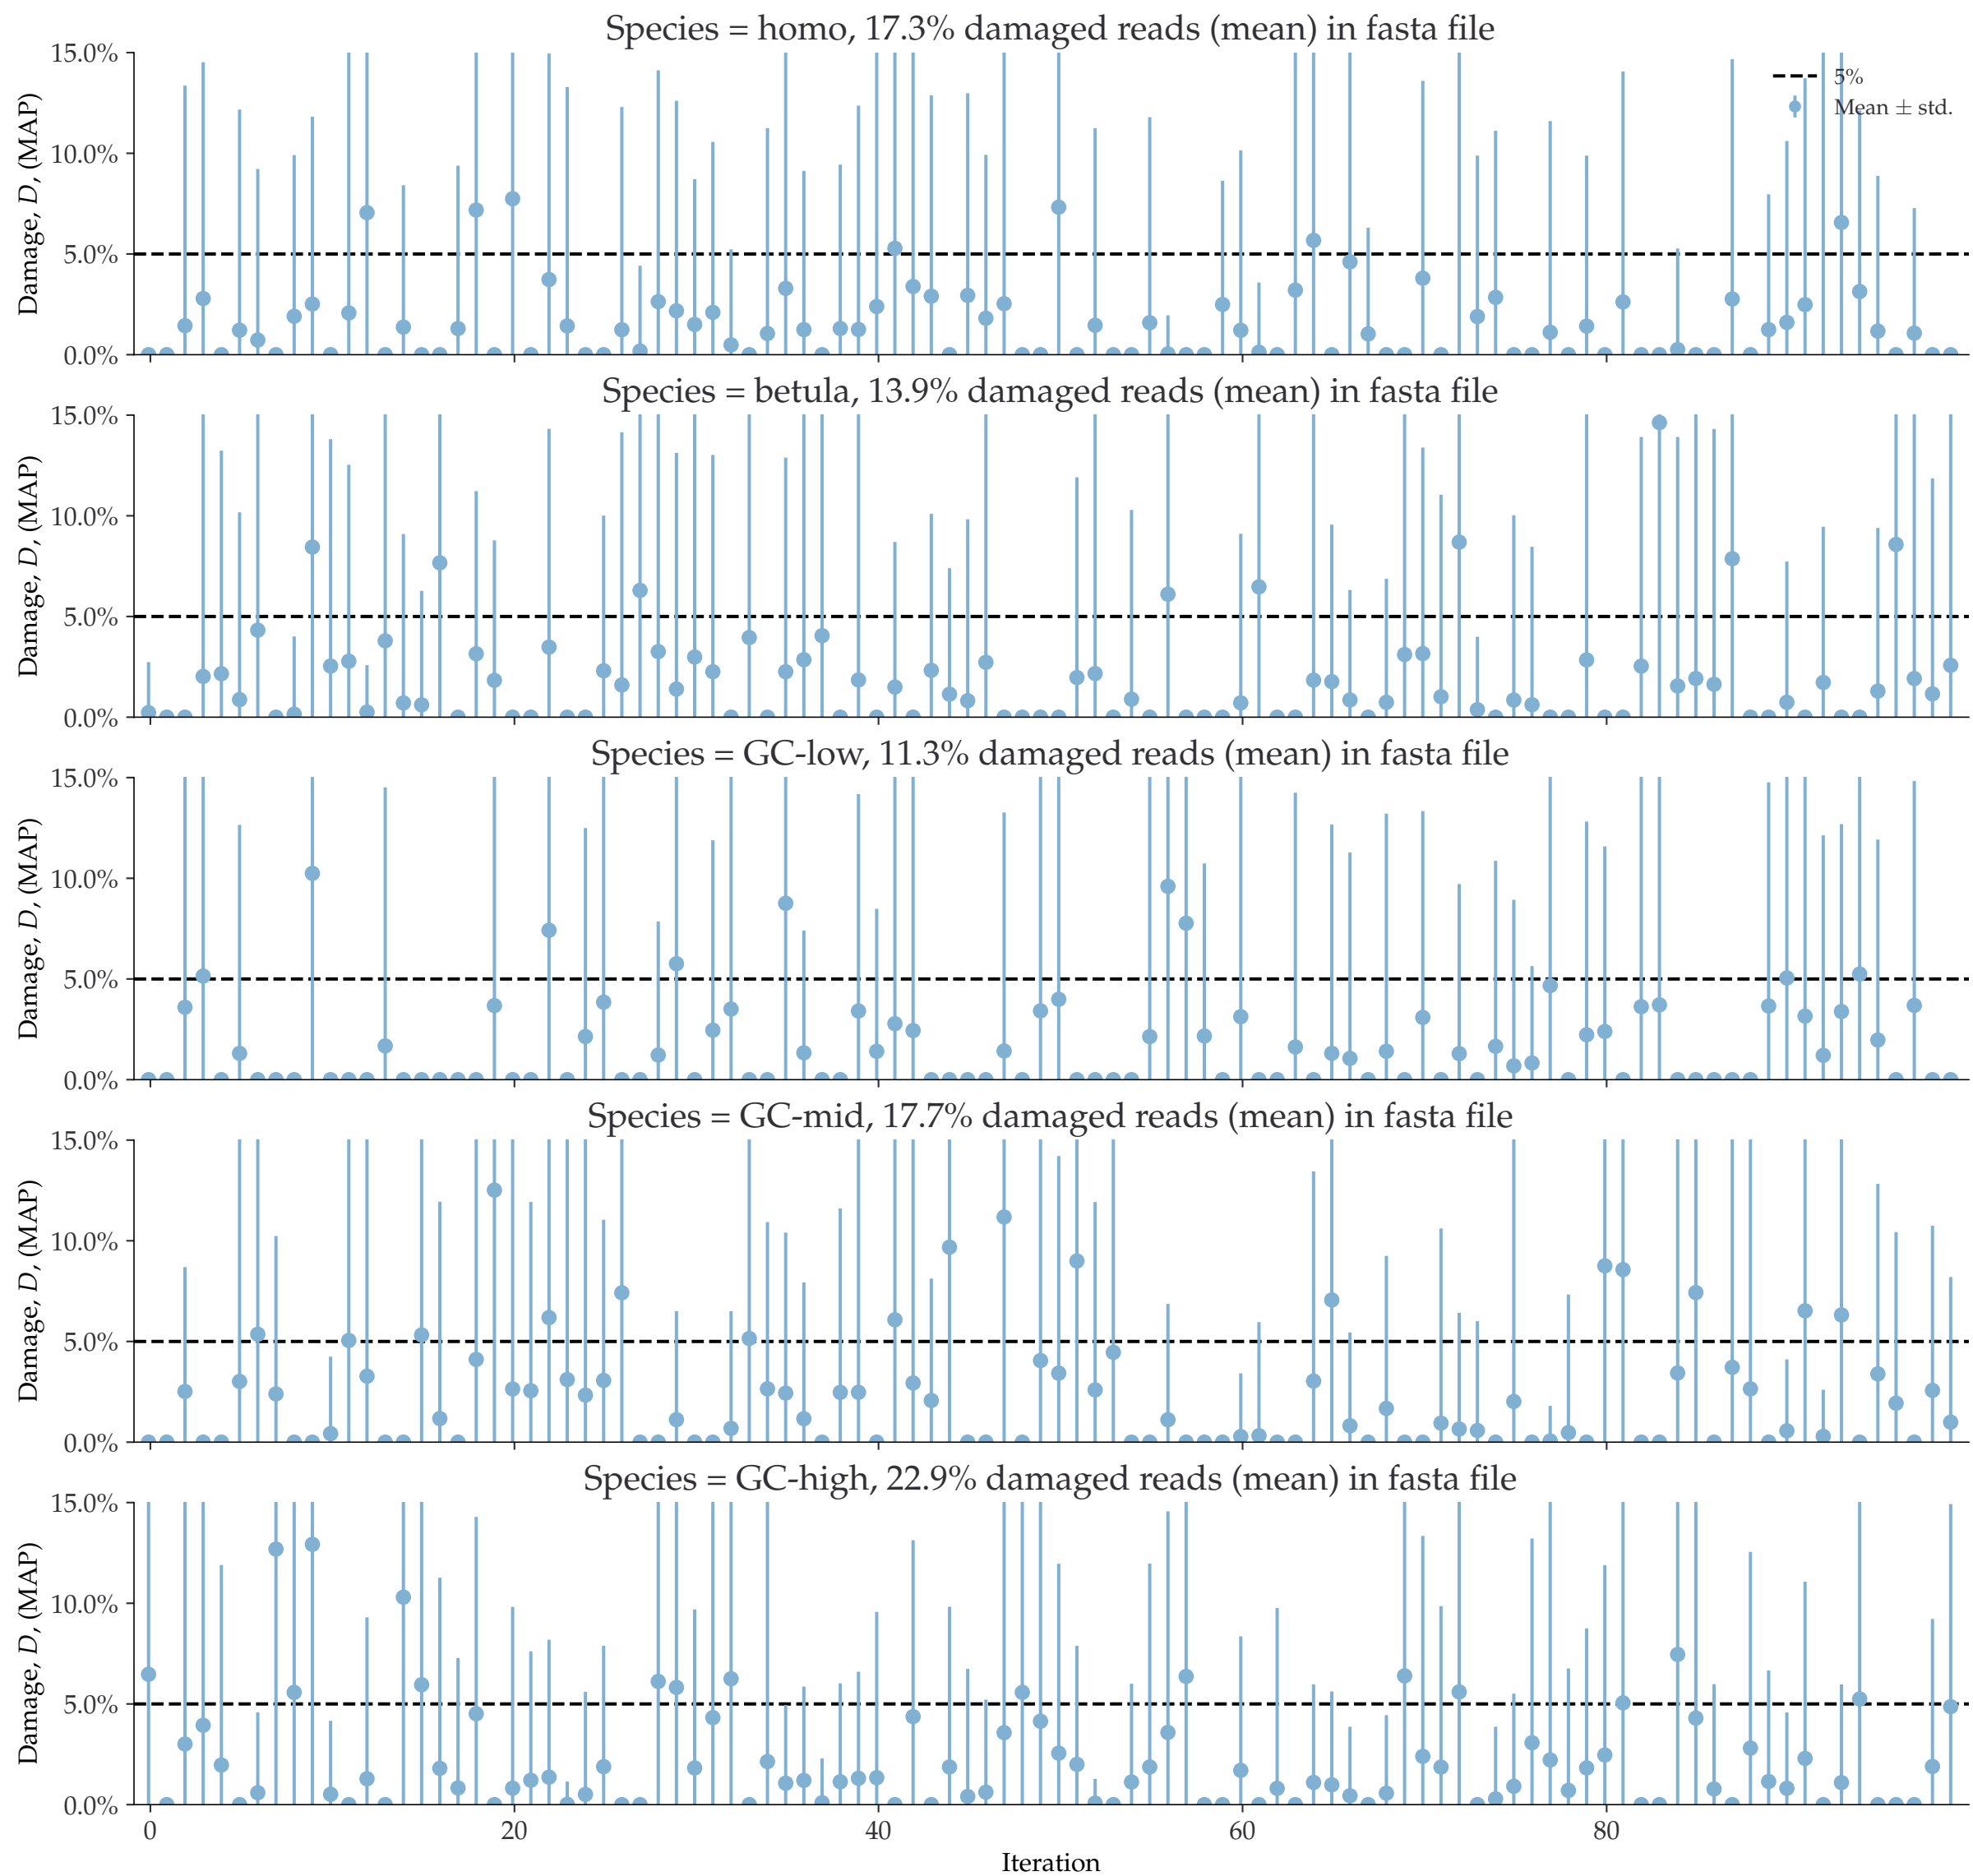 Species = homo, 17.3% damaged reads (mean) in fasta file
15.0%
10.0%
5.0%
0.0%
Damage, D, (MAP)
5%
Mean ± std.
Species = betula, 13.9% damaged reads (mean) in fasta file
15.0%
10.0%
5.0%
0.0%
Damage, D, (MAP)
Species = GC-low, 11.3% damaged reads (mean) in fasta file
15.0%
10.0%
5.0%
0.0%
Damage, D, (MAP)
Species = GC-mid, 17.7% damaged reads (mean) in fasta file
15.0%
10.0%
5.0%
0.0%
Damage, D, (MAP)
Species = GC-high, 22.9% damaged reads (mean) in fasta file
15.0%
10.0%
5.0%
0.0%
Damage, D, (MAP)
0 20 40 60 80
Iteration